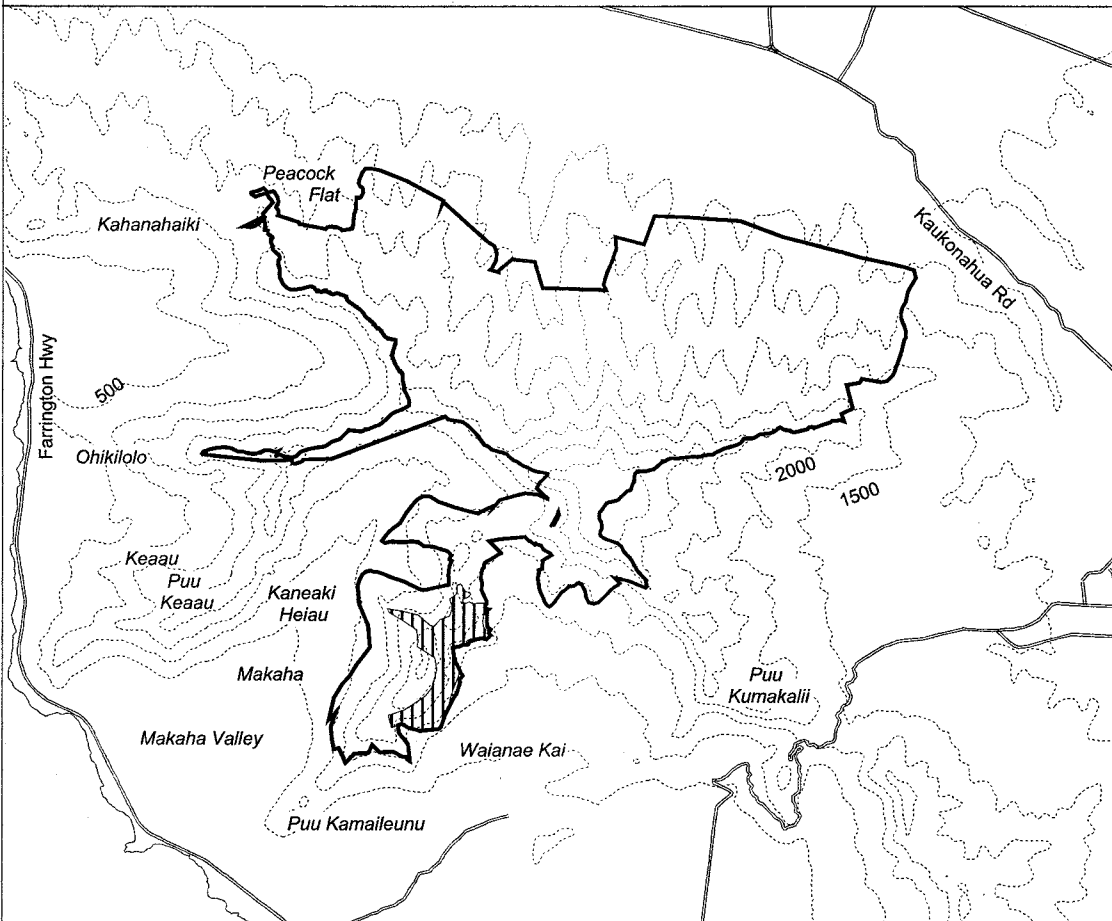 Peacock
Flat
Kahanahaiki
Kaukonahua Rd
Farrington Hwy
500
Ohikilolo
2000
1500
Keaau
Puu
Keaau
Kaneaki
Heiau
Makaha
Puu
Kumakalii
Makaha Valley
Waianae Kai
Puu Kamaileunu